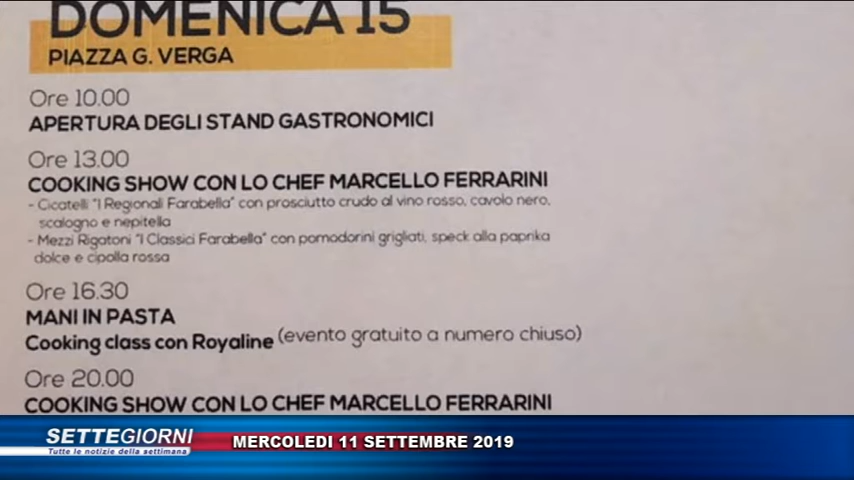 DOMENICA 15
PIAZZA G. VERGA
Ore 10.00
APERTURA DEGLI STAND GASTRONOMICI
Ore 13.00
COOKING SHOW CON LO CHEF MARCELLO FERRARINI
- Cicatelli "I Regionali Farabella" con prosciutto crudo al vino rosso, cavolo nero,
scalogno e nepitella
- Mezzi Rigatoni "I Classici Farabella" con pomodorini grigliati, speck alla paprika
dolce e cipolla rossa
Ore 16.30
MANI IN PASTA
Cooking class con Royaline (evento gratuito a numero chiuso)
Ore 20.00
COOKING SHOW CON LO CHEF MARCELLO FERRARINI
SETTEGIORNI
Tutte le notizie della settimana
MERCOLEDI 11 SETTEMBRE 2019